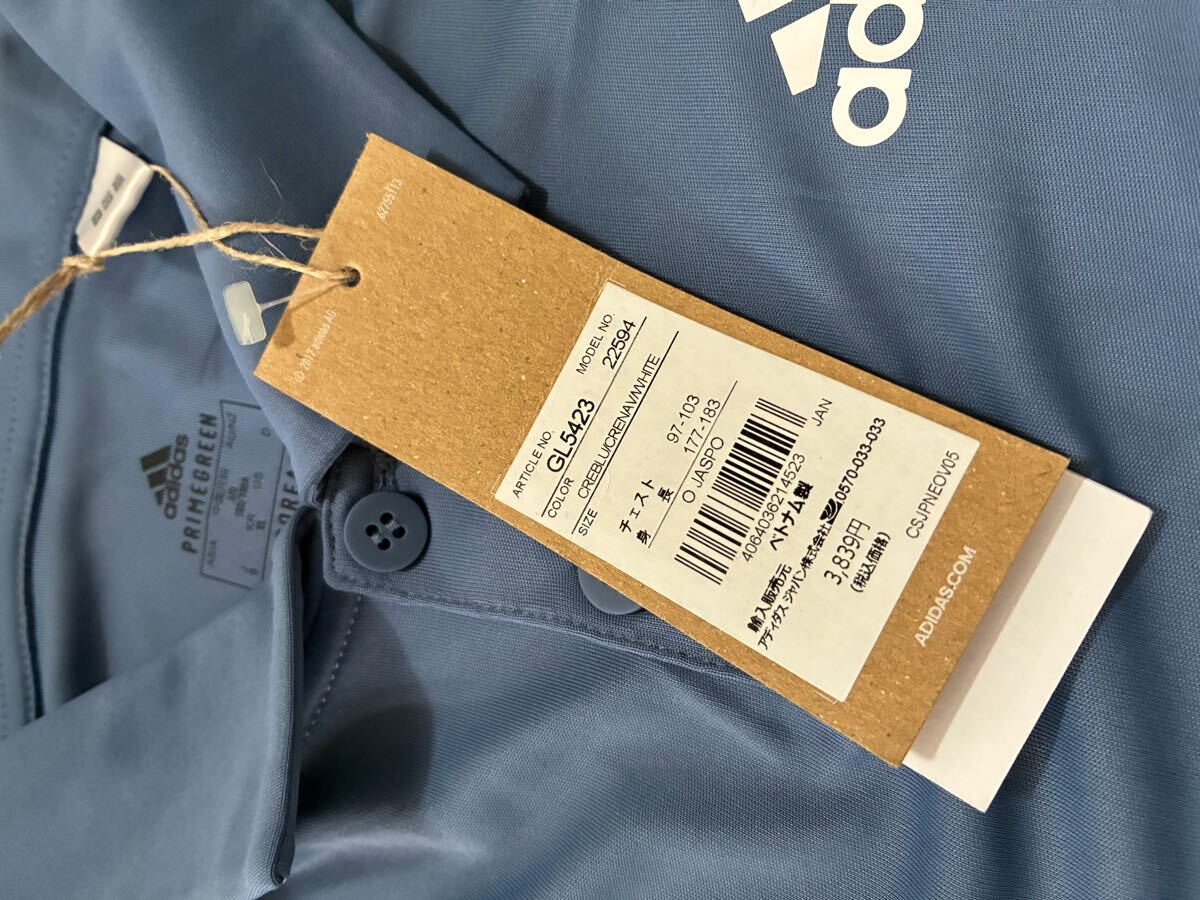 adidas
.62755113
© 2017 adidas AG
ARTICLE NO. MODEL NO.
GL5423 22594
COLOR
CREBLU/CRENAV/WHITE
SIZE
チェスト 97-103
身 長 177-183
O JASPO
4064036214523 JAN
ベトナム製
輸入販売元
アディダス ジャパン株式会社 0570-033-033
3,839円
(税込価格)
CSJPNEOV05
ADIDAS.COM
adidas
PRIMEGREEN